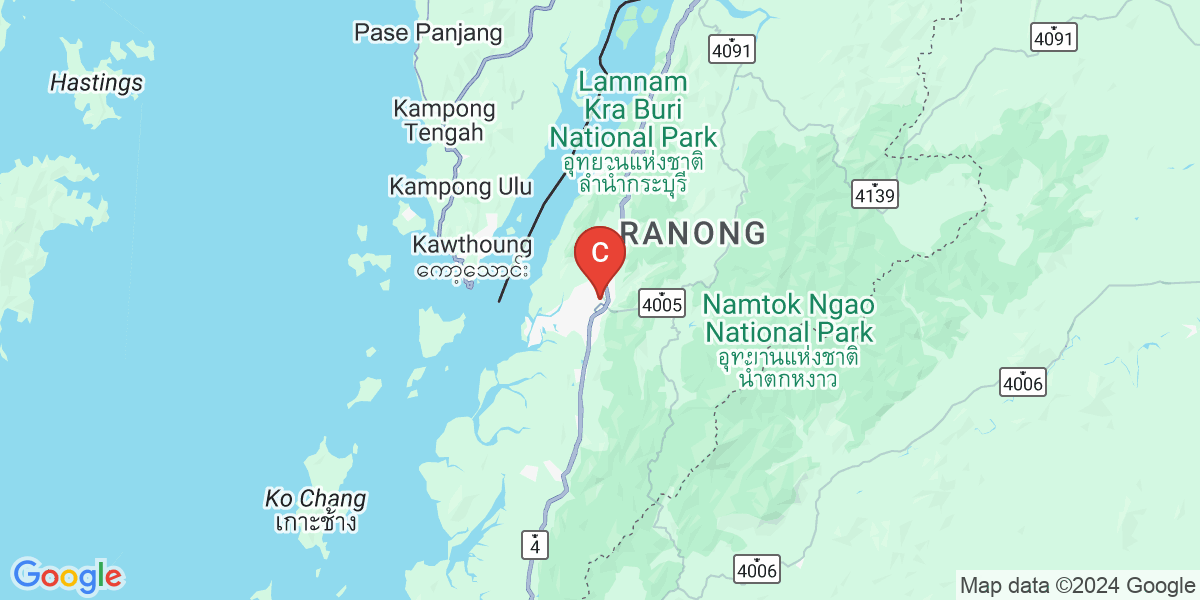 Pase Panjang
4091
4091
Hastings
Lamnam
Kra Buri
National Park
อุทยานแห่งชาติ
ลำน้ำกระบุรี
Kampong
Tengah
Kampong Ulu
4139
RANONG
Kawthoung
ကော့သောင်း
C
4005
Namtok Ngao
National Park
อุทยานแห่งชาติ
น้ำตกหงาว
4006
Ko Chang
เกาะช้าง
4
4006
Google
Map data ©2024 Google